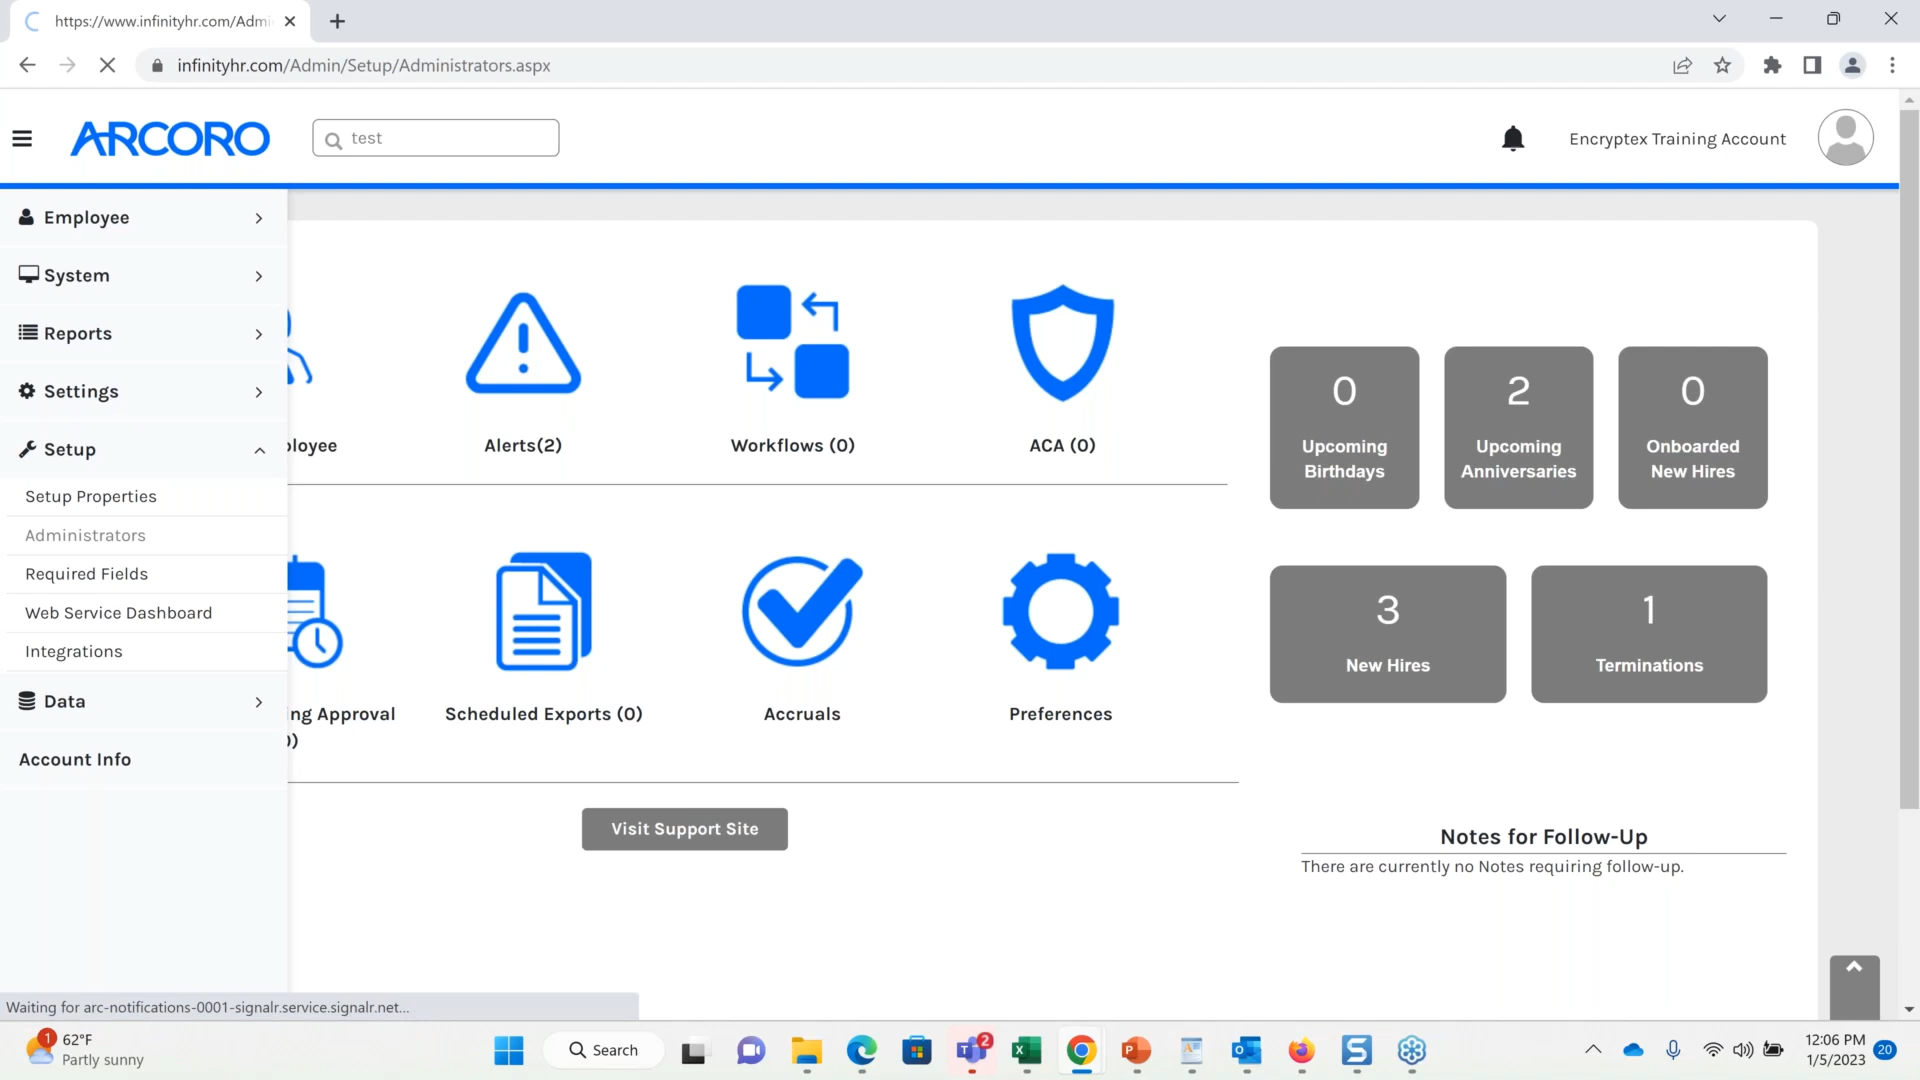 https://www.infinityhr.com/Admi
infinityhr.com/Admin/Setup/Administrators.aspx
ARCORO
test
Encryptex Training Account
Employee
System
Reports
Settings
Setup
Setup Properties
Administrators
Required Fields
Web Service Dashboard
Integrations
Data
Account Info
ployee
Alerts(2)
Workflows (0)
ACA (0)
ng Approval
Scheduled Exports (0)
Accruals
Preferences
Visit Support Site
0
Upcoming
Birthdays
2
Upcoming
Anniversaries
0
Onboarded
New Hires
3
New Hires
1
Terminations
Notes for Follow-Up
There are currently no Notes requiring follow-up.
Waiting for arc-notifications-0001-signalr.service.signalr.net...
1
62°F
Partly sunny
Search
2
12:06 PM
1/5/2023
20